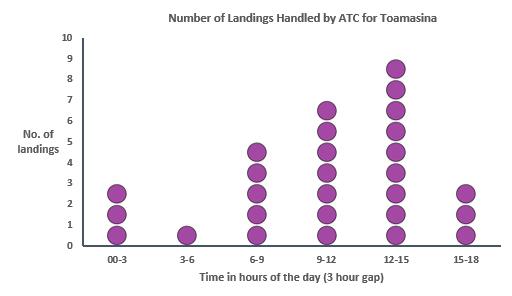 Number of Landings Handled by ATC for Toamasina
10
9
8
7
6
5
4
3
2
1
0
No. of
landings
00-3 3-6 6-9 9-12 12-15 15-18
Time in hours of the day (3 hour gap)